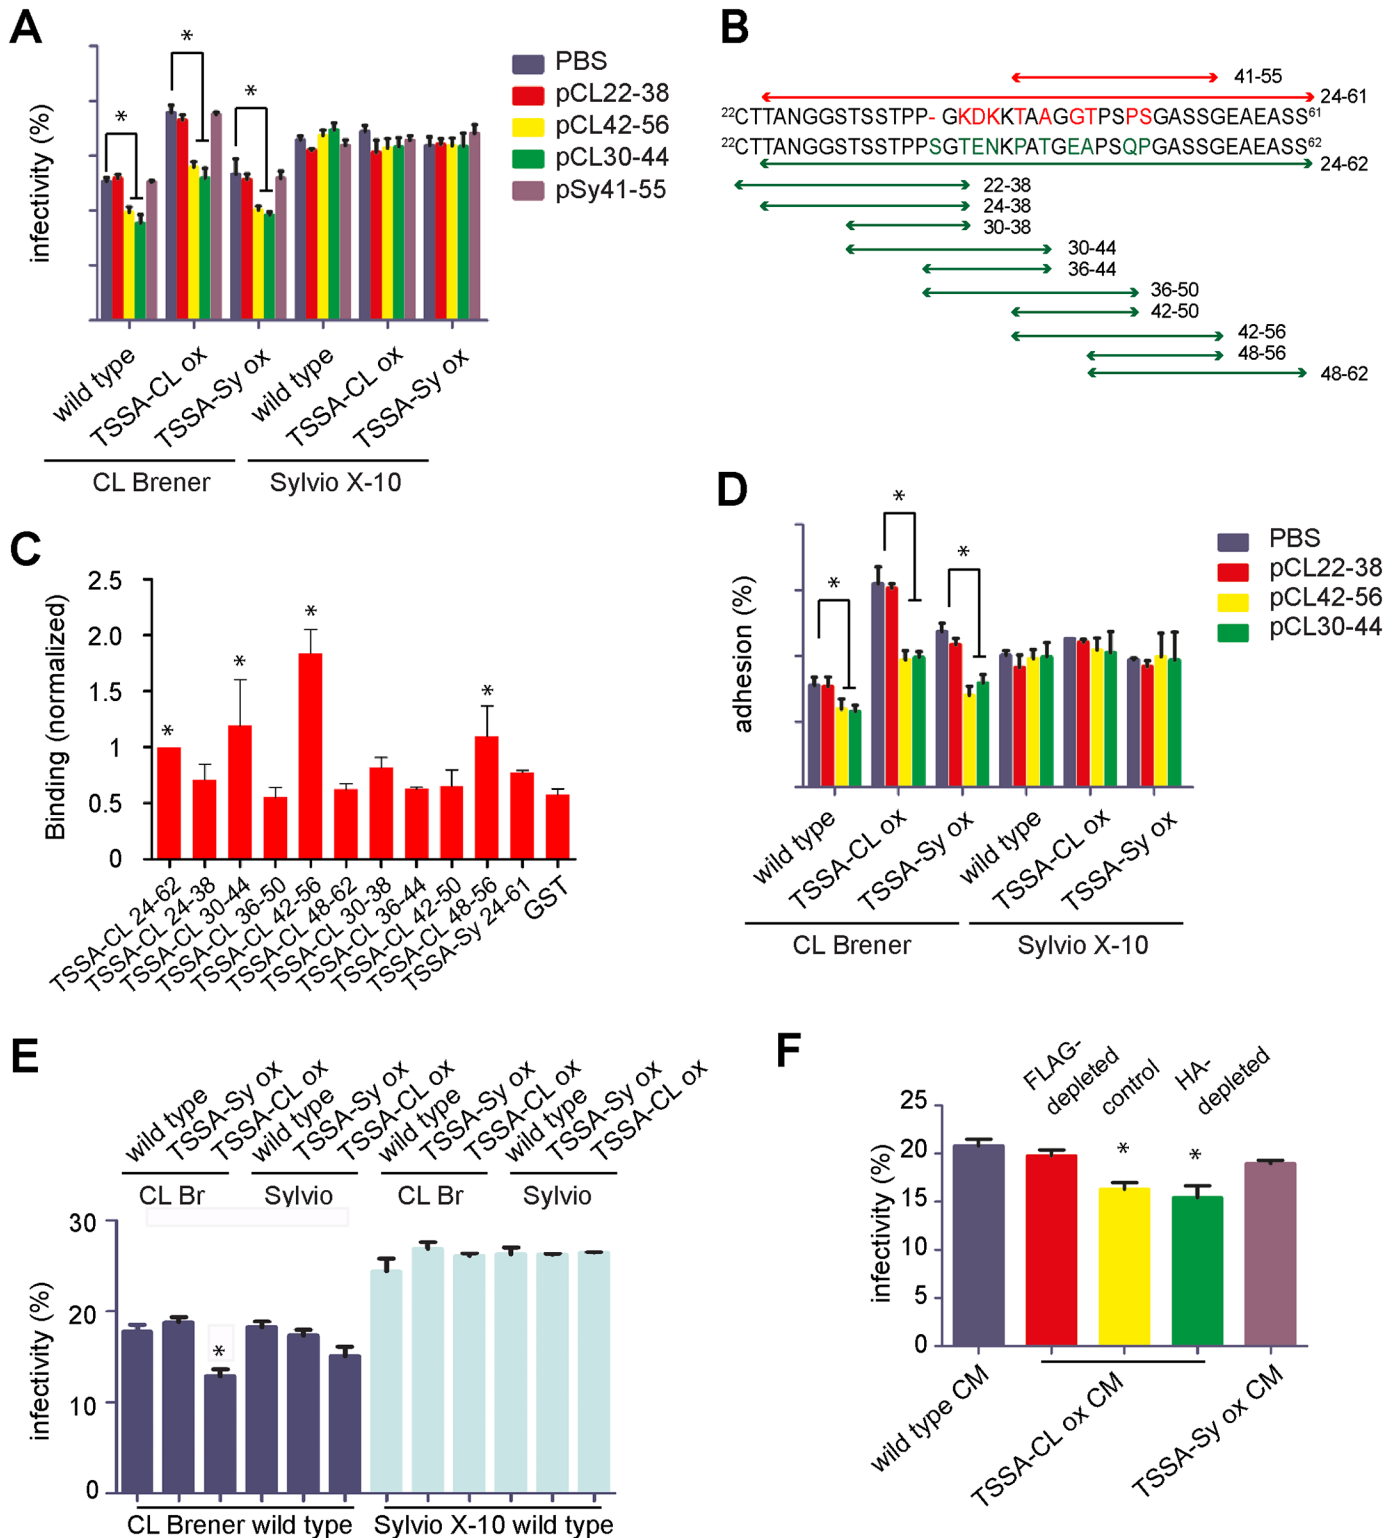 A
infectivity (%)
*
*
*
PBS
pCL22-38
pCL42-56
pCL30-44
pSy41-55
wild type
TSSA-CL ox
TSSA-Sy ox
wild type
TSSA-CL ox
TSSA-Sy ox
CL Brener
Sylvio X-10
B
41-55
24-61
22CTTANGGSTSSTPP-GKDKKTAAGGTPSPSGASSGEAEASS61
22CTTANGGSTSSTPPSGTENKPATGEAPSQPGASSGEAEASS62
24-62
22-38
24-38
30-38
30-44
36-44
36-50
42-50
42-56
48-56
48-62
C
Binding (normalized)
2.5
2.0
1.5
1
0.5
0
*
*
*
*
TSSA-CL 24-62
TSSA-CL 24-38
TSSA-CL 30-44
TSSA-CL 36-50
TSSA-CL 42-56
TSSA-CL 48-62
TSSA-CL 30-38
TSSA-CL 36-44
TSSA-CL 42-50
TSSA-CL 48-56
TSSA-Sy 24-61
GST
D
adhesion (%)
*
*
*
PBS
pCL22-38
pCL42-56
pCL30-44
wild type
TSSA-CL ox
TSSA-Sy ox
wild type
TSSA-CL ox
TSSA-Sy ox
CL Brener
Sylvio X-10
E
wild type
TSSA-Sy ox
TSSA-CL ox
wild type
TSSA-Sy ox
TSSA-CL ox
wild type
TSSA-Sy ox
TSSA-CL ox
wild type
TSSA-Sy ox
TSSA-CL ox
CL Br
Sylvio
CL Br
Sylvio
infectivity (%)
30
20
10
0
*
CL Brener wild type
Sylvio X-10 wild type
F
FLAG-depleted
control
HA-depleted
infectivity (%)
25
20
15
10
5
0
*
*
wild type CM
TSSA-CL ox CM
TSSA-Sy ox CM